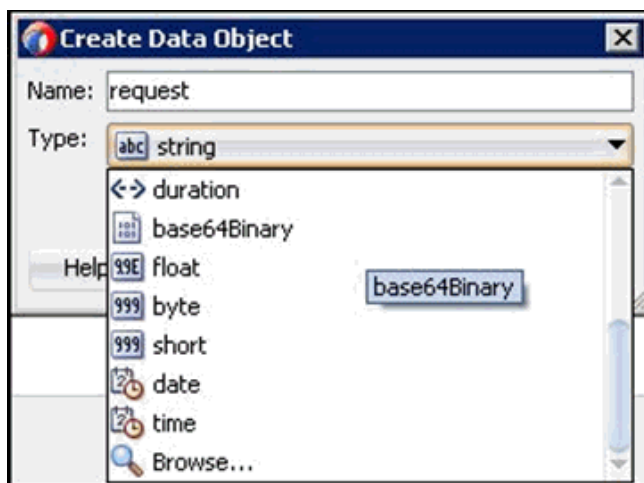 Create Data Object
Name: request
Type: abc string
duration
base64Binary
Help 99E float
base64Binary
999 byte
999 short
date
time
Browse...